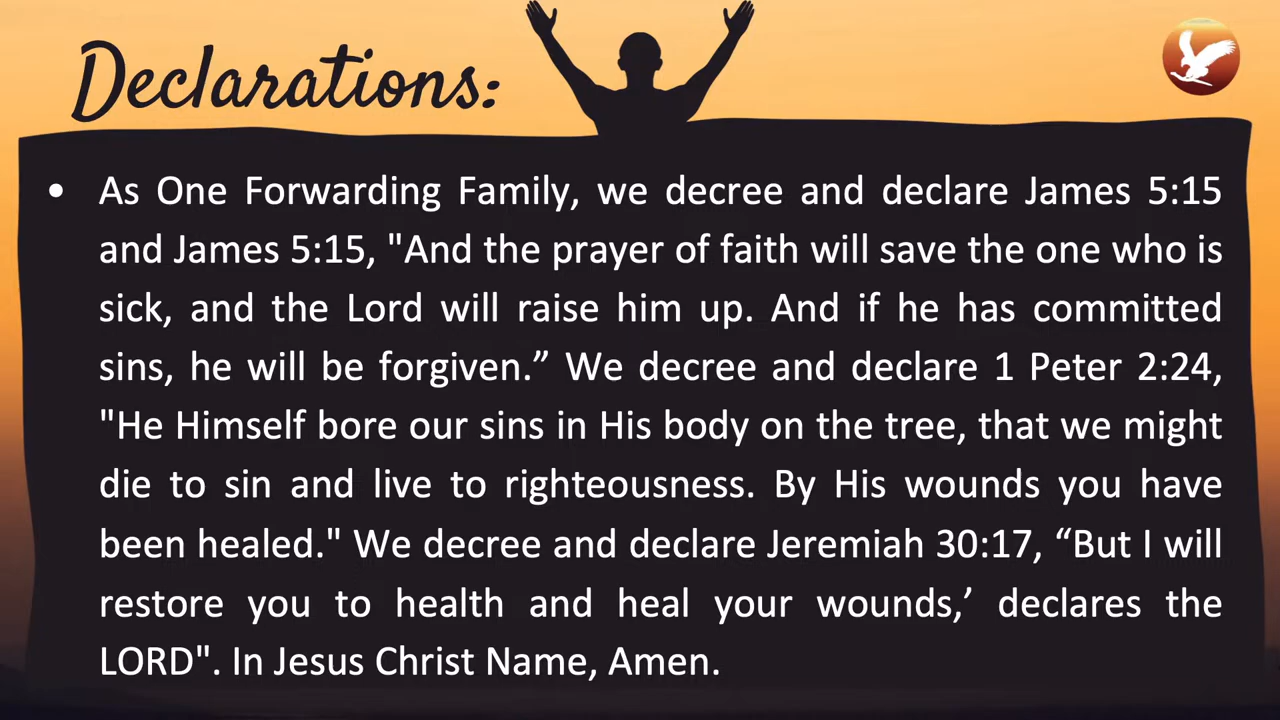 Declarations:
• As One Forwarding Family, we decree and declare James 5:15
and James 5:15, "And the prayer of faith will save the one who is
sick, and the Lord will raise him up. And if he has committed
sins, he will be forgiven.” We decree and declare 1 Peter 2:24,
"He Himself bore our sins in His body on the tree, that we might
die to sin and live to righteousness. By His wounds you have
been healed." We decree and declare Jeremiah 30:17, “But I will
restore you to health and heal your wounds,’ declares the
LORD". In Jesus Christ Name, Amen.